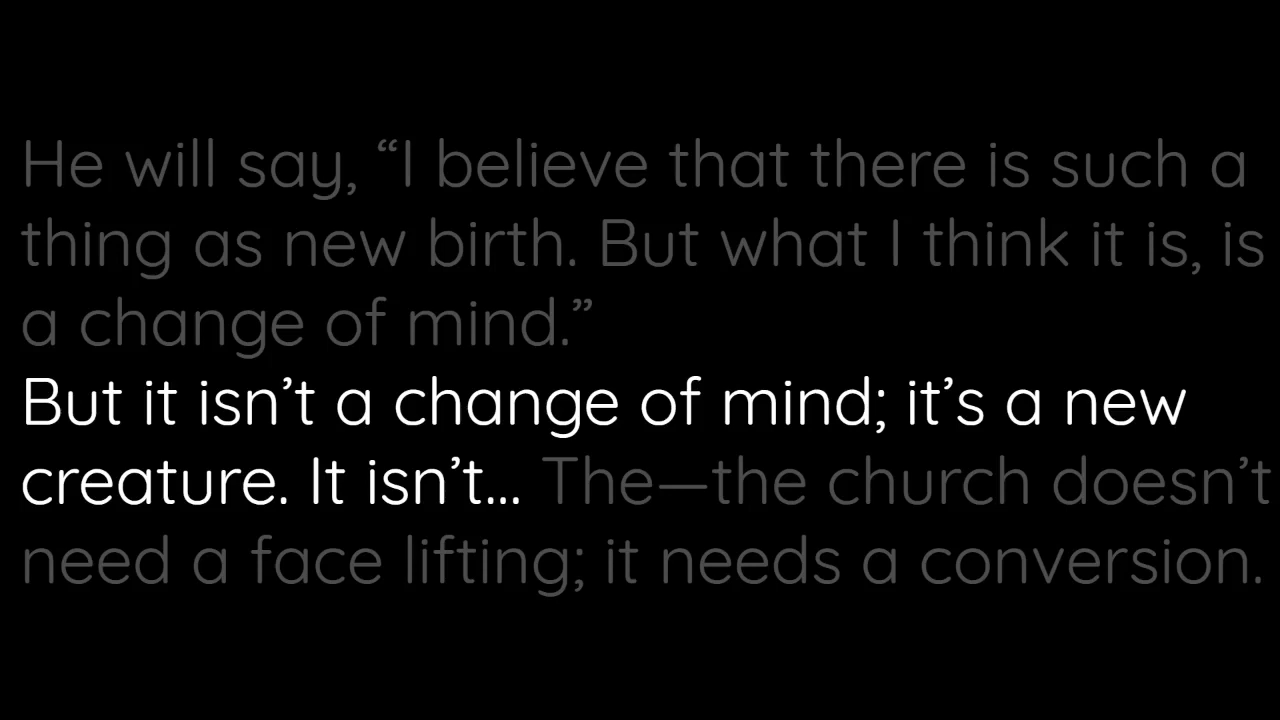 He will say, “I believe that there is such a
thing as new birth. But what I think it is, is
a change of mind.”
But it isn’t a change of mind; it’s a new
creature. It isn’t... The—the church doesn’t
need a face lifting; it needs a conversion.